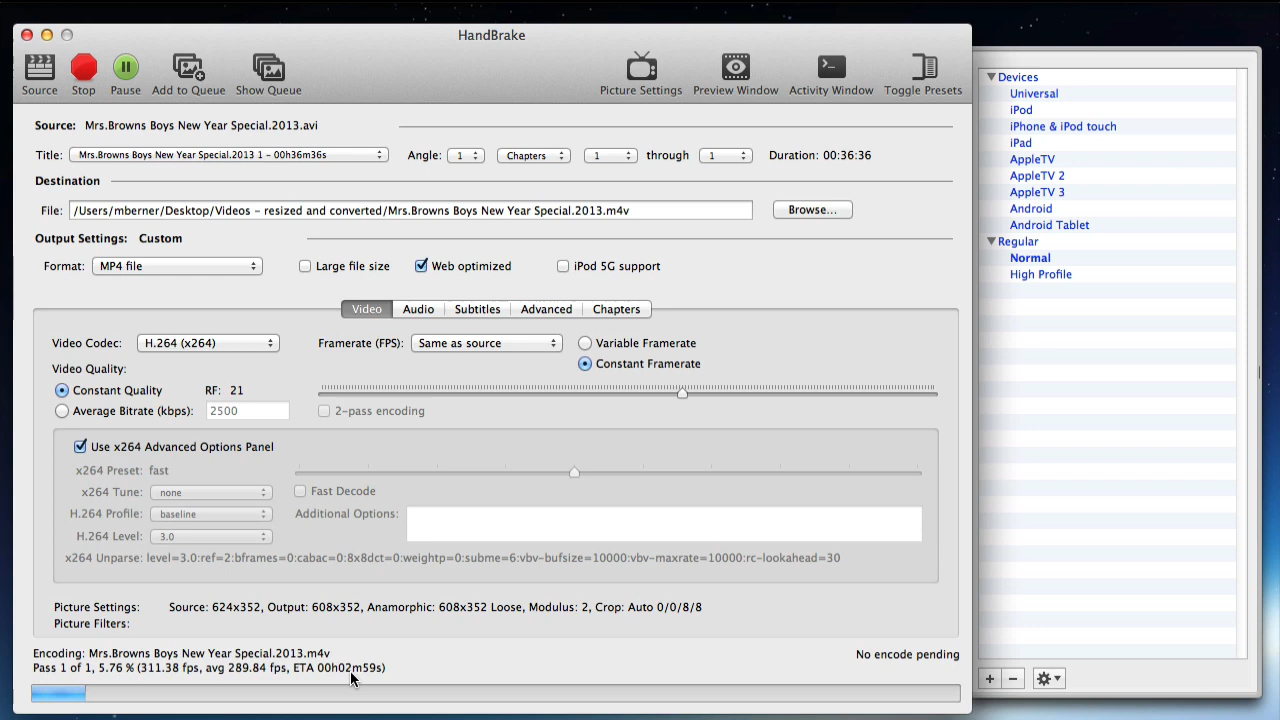 HandBrake
Source Stop Pause Add to Queue Show Queue Picture Settings Preview Window Activity Window Toggle Presets
Source: Mrs.Browns Boys New Year Special.2013.avi
Title: Mrs.Browns Boys New Year Special.2013 1 - 00h36m36s Angle: 1 Chapters 1 through 1 Duration: 00:36:36
Destination
File: /Users/mberner/Desktop/Videos - resized and converted/Mrs.Browns Boys New Year Special.2013.m4v Browse...
Output Settings: Custom
Format: MP4 file Large file size Web optimized iPod 5G support
Video Audio Subtitles Advanced Chapters
Video Codec: H.264 (x264) Framerate (FPS): Same as source Variable Framerate
Constant Framerate
Video Quality:
Constant Quality RF: 21
Average Bitrate (kbps): 2500 2-pass encoding
Use x264 Advanced Options Panel
x264 Preset: fast
x264 Tune: none Fast Decode
H.264 Profile: baseline Additional Options:
H.264 Level: 3.0
x264 Unparse: level=3.0:ref=2:bframes=0:cabac=0:8x8dct=0:weightp=0:subme=6:vbv-bufsize=10000:vbv-maxrate=10000:rc-lookahead=30
Picture Settings: Source: 624x352, Output: 608x352, Anamorphic: 608x352 Loose, Modulus: 2, Crop: Auto 0/0/8/8
Picture Filters:
Encoding: Mrs.Browns Boys New Year Special.2013.m4v No encode pending
Pass 1 of 1, 5.76 % (311.38 fps, avg 289.84 fps, ETA 00h02m59s)
Devices
Universal
iPod
iPhone & iPod touch
iPad
AppleTV
AppleTV 2
AppleTV 3
Android
Android Tablet
Regular
Normal
High Profile